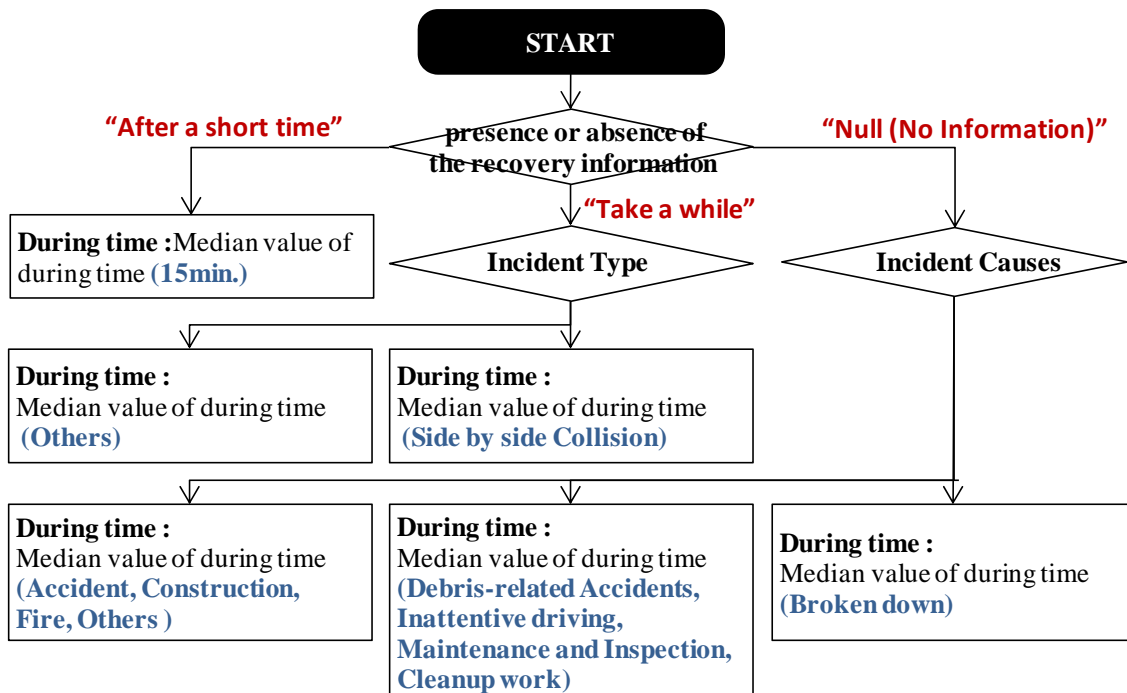 START
“After a short time”
presence or absence of
the recovery information
“Null (No Information)”
“Take a while”
During time :Median value of
during time (15min.)
Incident Type
Incident Causes
During time :
Median value of during time
(Others)
During time :
Median value of during time
(Side by side Collision)
During time :
Median value of during time
(Accident, Construction,
Fire, Others )
During time :
Median value of during time
(Debris-related Accidents,
Inattentive driving,
Maintenance and Inspection,
Cleanup work)
During time :
Median value of during time
(Broken down)